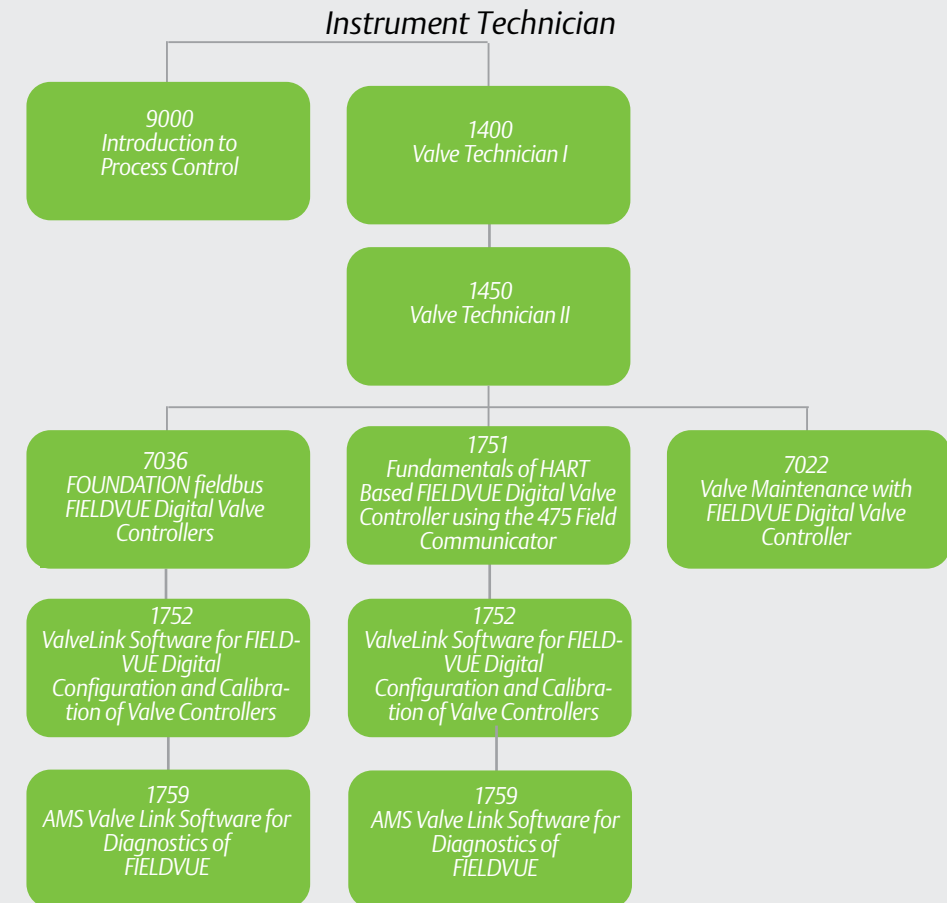 Instrument Technician
9000
Introduction to
Process Control
1400
Valve Technician I
1450
Valve Technician II
7036
FOUNDATION fieldbus
FIELDVUE Digital Valve
Controllers
1751
Fundamentals of HART
Based FIELDVUE Digital Valve
Controller using the 475 Field
Communicator
7022
Valve Maintenance with
FIELDVUE Digital Valve
Controller
1752
ValveLink Software for FIELD-
VUE Digital
Configuration and Calibra-
tion of Valve Controllers
1752
ValveLink Software for FIELD-
VUE Digital
Configuration and Calibra-
tion of Valve Controllers
1759
AMS Valve Link Software for
Diagnostics of
FIELDVUE
1759
AMS Valve Link Software for
Diagnostics of
FIELDVUE